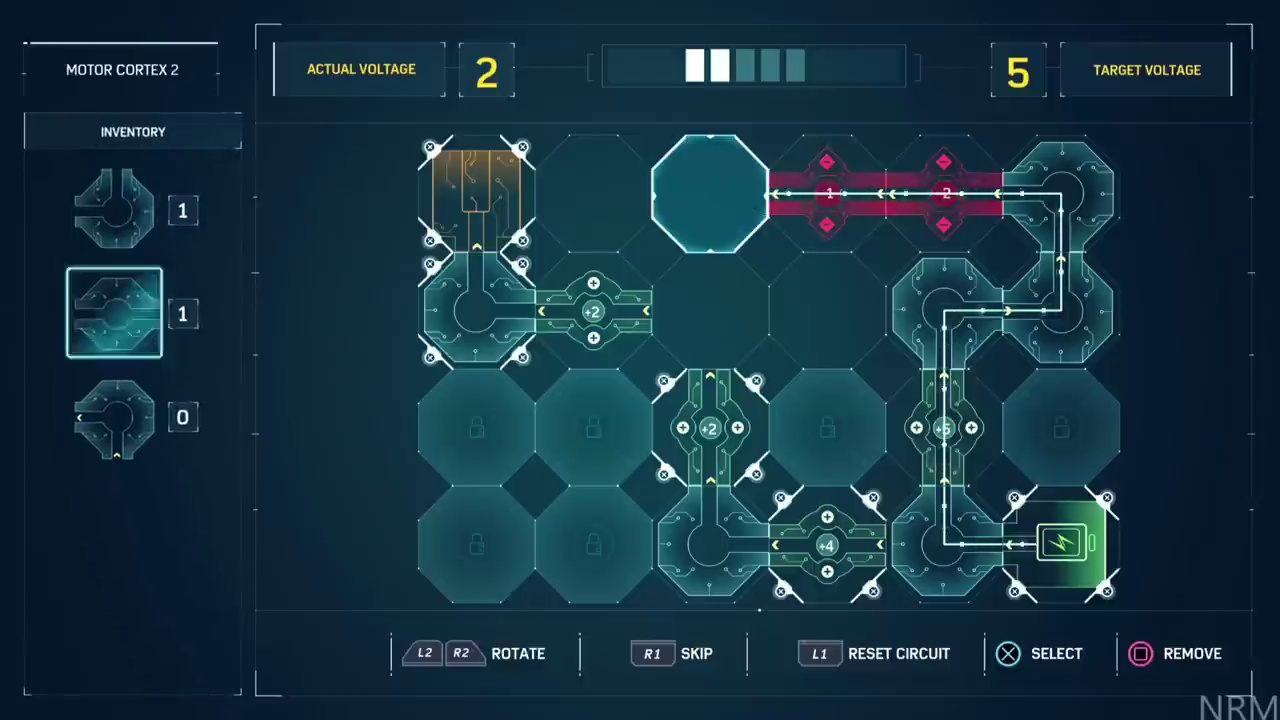 MOTOR CORTEX 2
ACTUAL VOLTAGE
2
5
TARGET VOLTAGE
INVENTORY
1
1
0
-1
-2
+2
+2
+4
L2 R2 ROTATE
R1 SKIP
L1 RESET CIRCUIT
SELECT
REMOVE
NRM